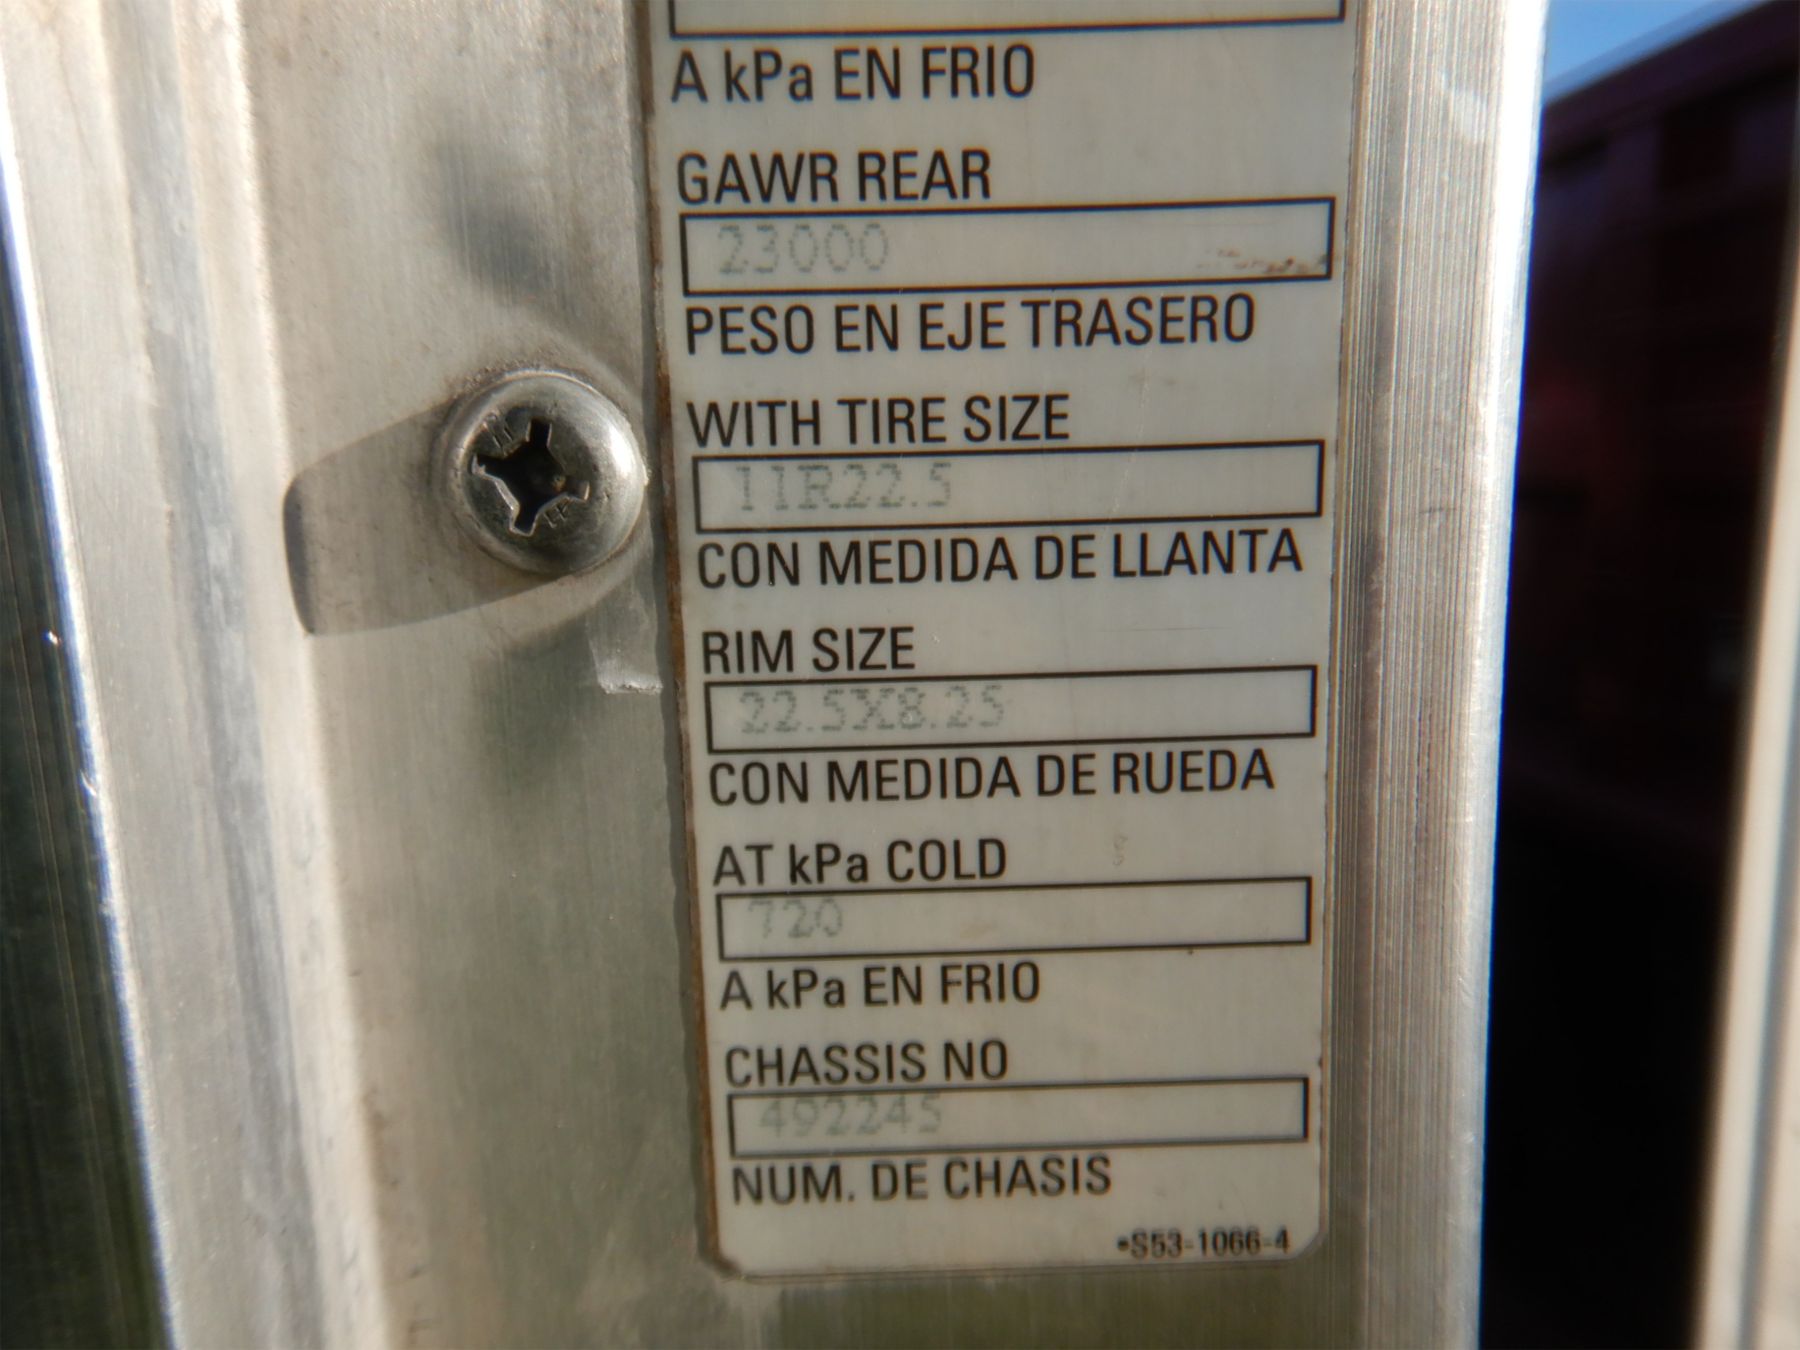 A kPa EN FRIO
GAWR REAR
23000
PESO EN EJE TRASERO
WITH TIRE SIZE
11R22.5
CON MEDIDA DE LLANTA
RIM SIZE
22.5X8.25
CON MEDIDA DE RUEDA
AT kPa COLD
720
A kPa EN FRIO
CHASSIS NO
492245
NUM. DE CHASIS
•S53-1066-4